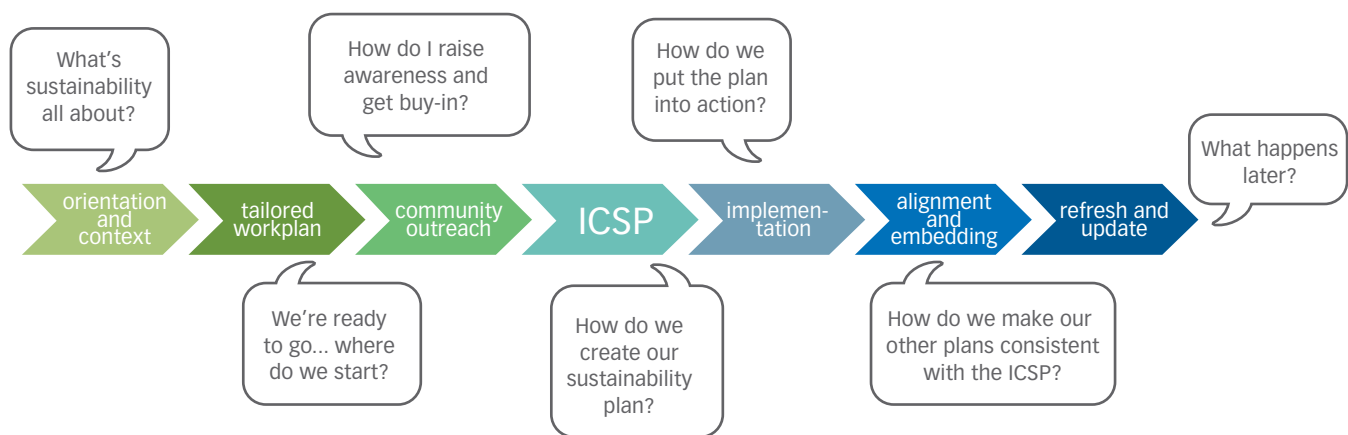 What's
sustainability
all about?
How do I raise
awareness and
get buy-in?
How do we
put the plan
into action?
What happens
later?
orientation
and
context
tailored
workplan
community
outreach
ICSP
implemen-
tation
alignment
and
embedding
refresh and
update
We're ready
to go... where
do we start?
How do we
create our
sustainability
plan?
How do we make our
other plans consistent
with the ICSP?